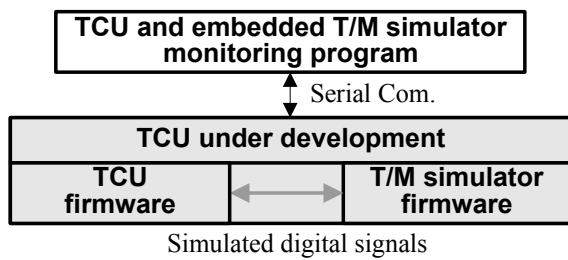 TCU and embedded T/M simulator
monitoring program
Serial Com.
TCU under development
TCU
firmware
T/M simulator
firmware
Simulated digital signals